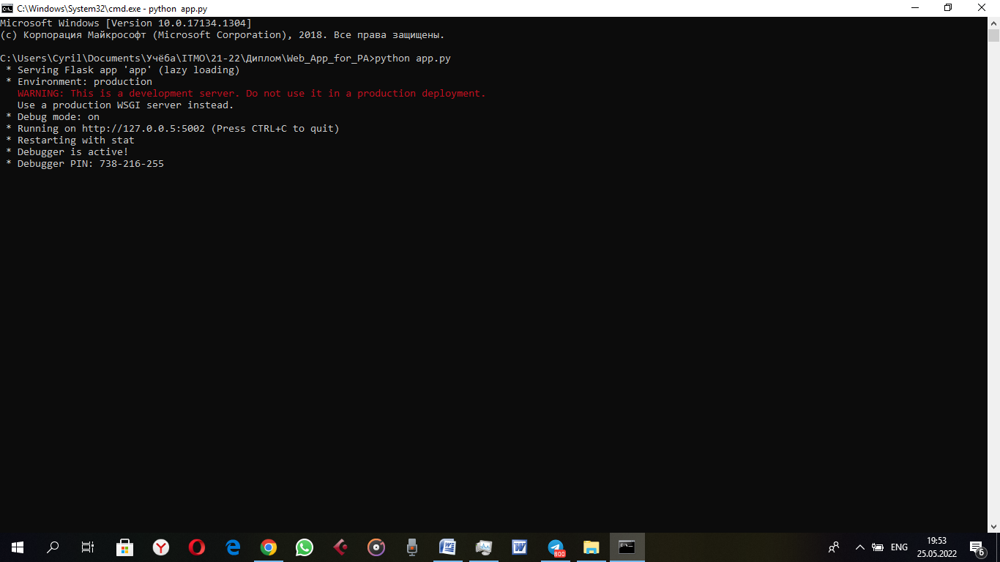 C:\Windows\System32\cmd.exe - python  app.py
Microsoft Windows [Version 10.0.17134.1304]
(c) Корпорация Майкрософт (Microsoft Corporation), 2018. Все права защищены.
C:\Users\Cyril\Documents\Учёба\ITMO\21-22\Диплом\Web_App_for_PA>python app.py
* Serving Flask app 'app' (lazy loading)
* Environment: production
WARNING: This is a development server. Do not use it in a production deployment.
Use a production WSGI server instead.
* Debug mode: on
* Running on http://127.0.0.5:5002 (Press CTRL+C to quit)
* Restarting with stat
* Debugger is active!
* Debugger PIN: 738-216-255
800
ENG
19:53
25.05.2022
6